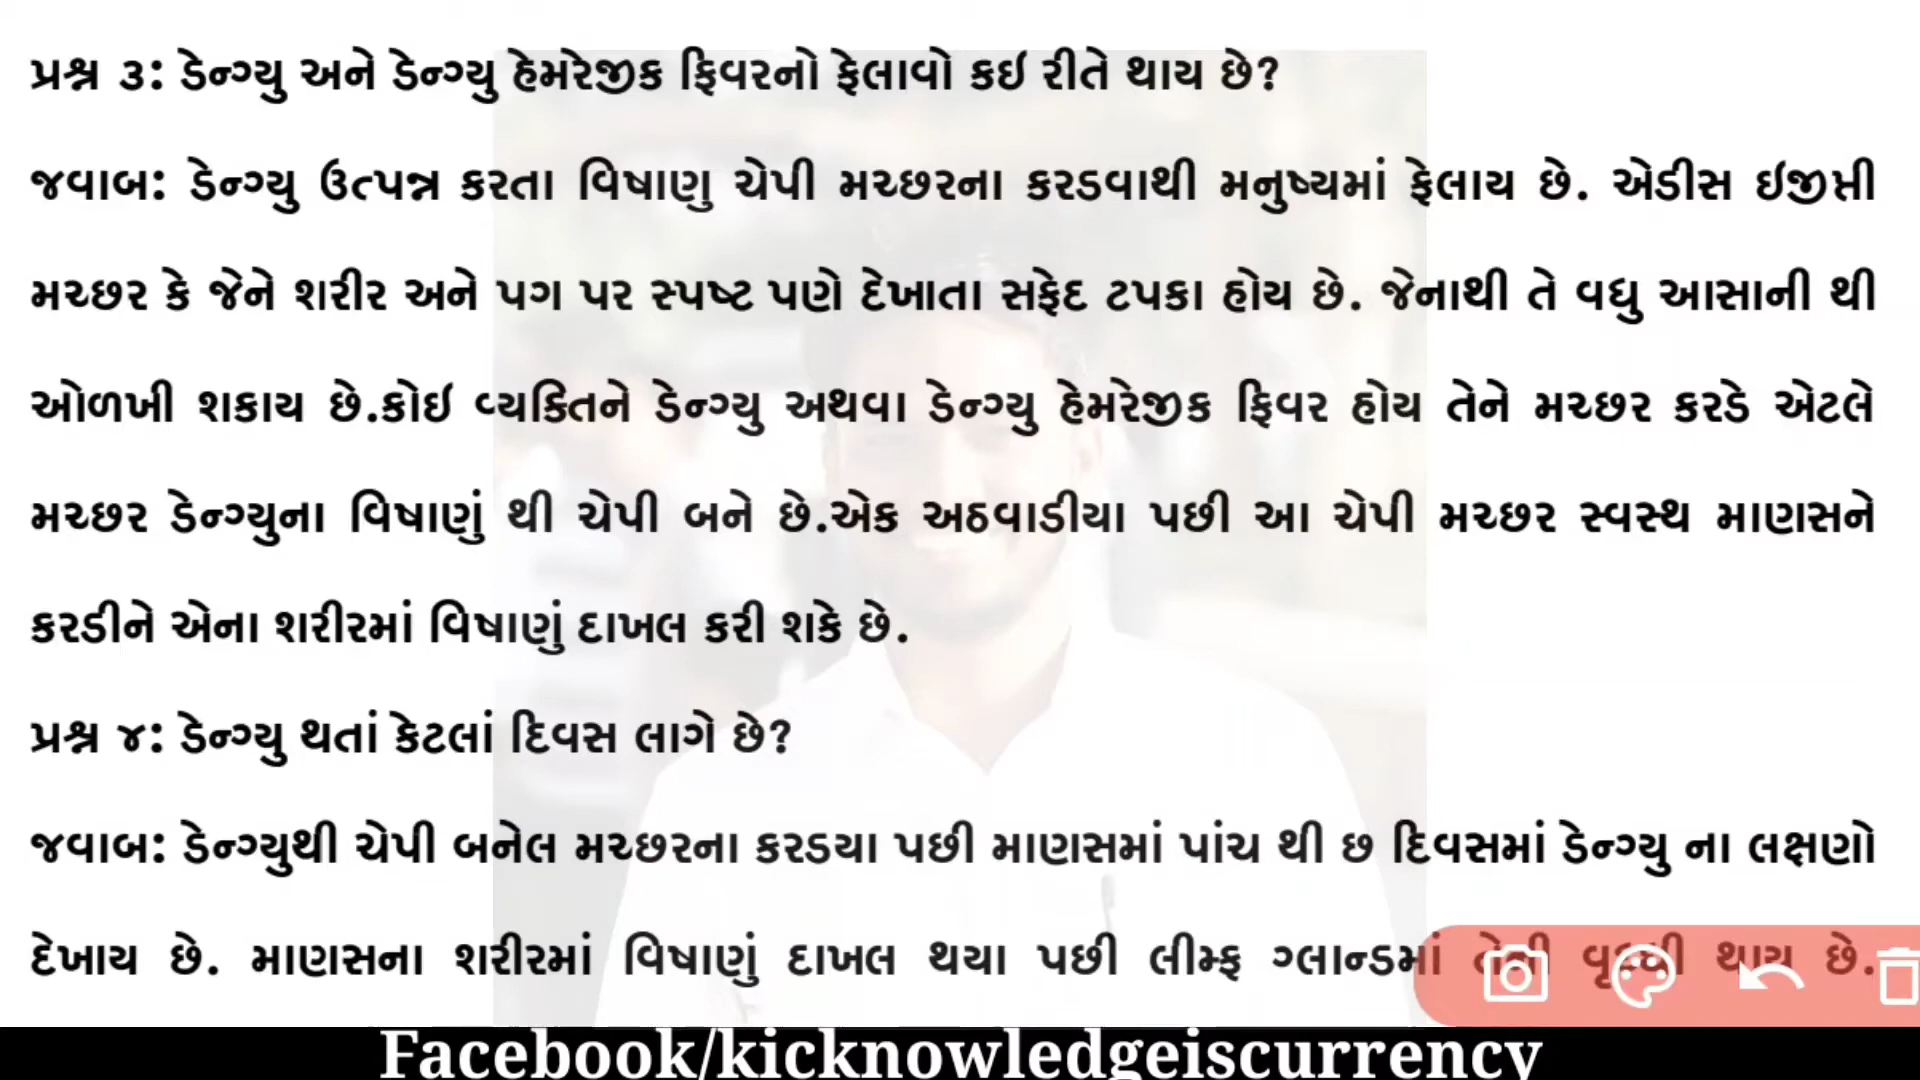 પ્રશ્ન ૩: ડેન્ગ્યુ અને ડેન્ગ્યુ હેમરેજીક ફિવરનો ફેલાવો કઇ રીતે થાય છે?
જવાબ: ડેન્ગ્યુ ઉત્પન્ન કરતા વિષાણુ ચેપી મચ્છરના કરડવાથી મનુષ્યમાં ફેલાય છે. એડીસ ઇજીપ્તી
મચ્છર કે જેને શરીર અને પગ પર સ્પષ્ટ પણે દેખાતા સફેદ ટપકા હોય છે. જેનાથી તે વધુ આસાની થી
ઓળખી શકાય છે.કોઇ વ્યક્તિને ડેન્ગ્યુ અથવા ડેન્ગ્યુ હેમરેજીક ફિવર હોય તેને મચ્છર કરડે એટલે
મચ્છર ડેન્ગ્યુના વિષાણું થી ચેપી બને છે.એક અઠવાડીયા પછી આ ચેપી મચ્છર સ્વસ્થ માણસને
કરડીને એના શરીરમાં વિષાણું દાખલ કરી શકે છે.
પ્રશ્ન ૪: ડેન્ગ્યુ થતાં કેટલાં દિવસ લાગે છે?
જવાબ: ડેન્ગ્યુથી ચેપી બનેલ મચ્છરના કરડયા પછી માણસમાં પાંચ થી છ દિવસમાં ડેન્ગ્યુ ના લક્ષણો
દેખાય છે. માણસના શરીરમાં વિષાણું દાખલ થયા પછી લીમ્ફ ગ્લાન્ડમાં થાય છે.
Facebook/kicknowledgeiscurrency